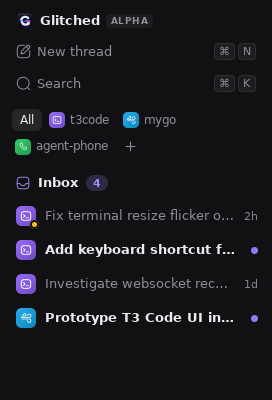 Glitched ALPHA
New thread ⌘ N
Search ⌘ K
All t3code mygo
agent-phone +
Inbox 4
Fix terminal resize flicker o... 2h
Add keyboard shortcut f...
Investigate websocket rec... 1d
Prototype T3 Code UI in...